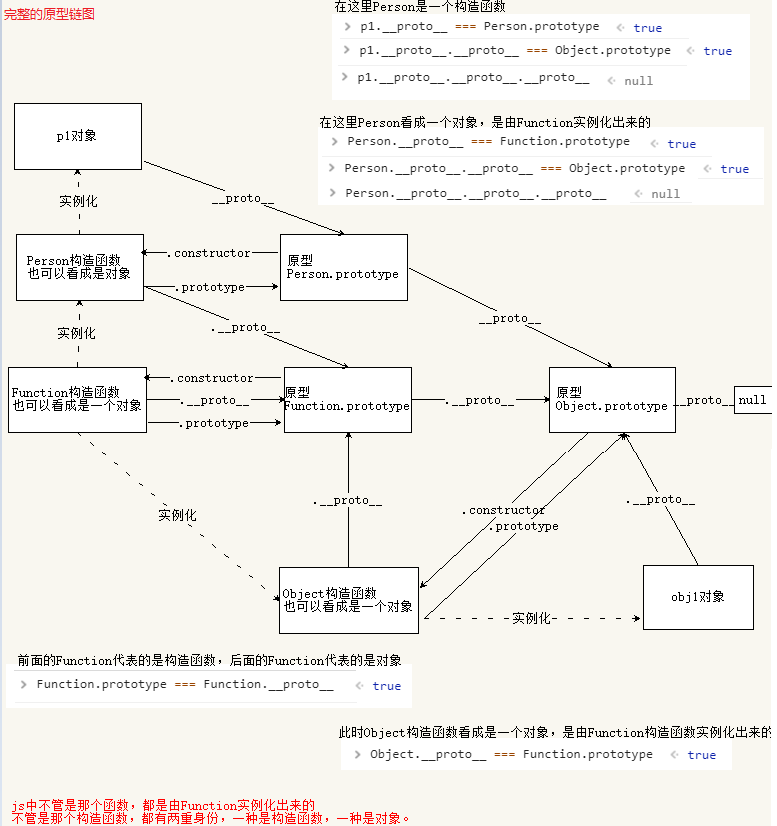 完整的原型链图
在这里Person是一个构造函数
p1.__proto__ === Person.prototype true
p1.__proto__.__proto__ === Object.prototype true
p1.__proto__.__proto__.__proto__ null
在这里Person看成一个对象，是由Function实例化出来的
Person.__proto__ === Function.prototype true
Person.__proto__.__proto__ === Object.prototype true
Person.__proto__.__proto__.__proto__ null
p1对象
实例化
__proto__
Person构造函数
也可以看成是对象
.constructor
.prototype
原型
Person.prototype
实例化
.__proto__
__proto__
Function构造函数
也可以看成是一个对象
.constructor
.__proto__
.prototype
原型
Function.prototype
.__proto__
原型
Object.prototype
__proto__
null
实例化
.__proto__
.constructor
.prototype
.__proto__
Object构造函数
也可以看成是一个对象
实例化
obj1对象
前面的Function代表的是构造函数，后面的Function代表的是对象
Function.prototype === Function.__proto__ true
此时Object构造函数看成是一个对象，是由Function构造函数实例化出来的
Object.__proto__ === Function.prototype true
js中不管是那个函数，都是由Function实例化出来的
不管是那个构造函数，都有两重身份，一种是构造函数，一种是对象。